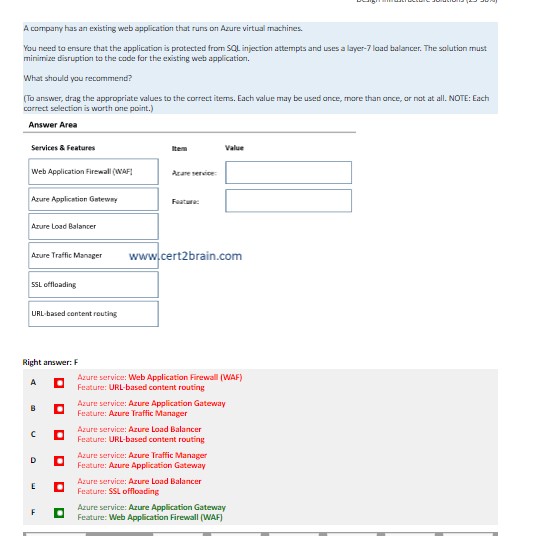 Design infrastructure solutions (25-30%)
A company has an existing web application that runs on Azure virtual machines.
You need to ensure that the application is protected from SQL injection attempts and uses a layer-7 load balancer. The solution must
minimize disruption to the code for the existing web application.
What should you recommend?
(To answer, drag the appropriate values to the correct items. Each value may be used once, more than once, or not at all. NOTE: Each
correct selection is worth one point.)
Answer Area
Services & Features Item Value
Web Application Firewall (WAF) Azure service:
Azure Application Gateway Feature:
Azure Load Balancer
Azure Traffic Manager www.cert2brain.com
SSL offloading
URL-based content routing
Right answer: F
A Azure service: Web Application Firewall (WAF)
Feature: URL-based content routing
B Azure service: Azure Application Gateway
Feature: Azure Traffic Manager
C Azure service: Azure Load Balancer
Feature: URL-based content routing
D Azure service: Azure Traffic Manager
Feature: Azure Application Gateway
E Azure service: Azure Load Balancer
Feature: SSL offloading
F Azure service: Azure Application Gateway
Feature: Web Application Firewall (WAF)